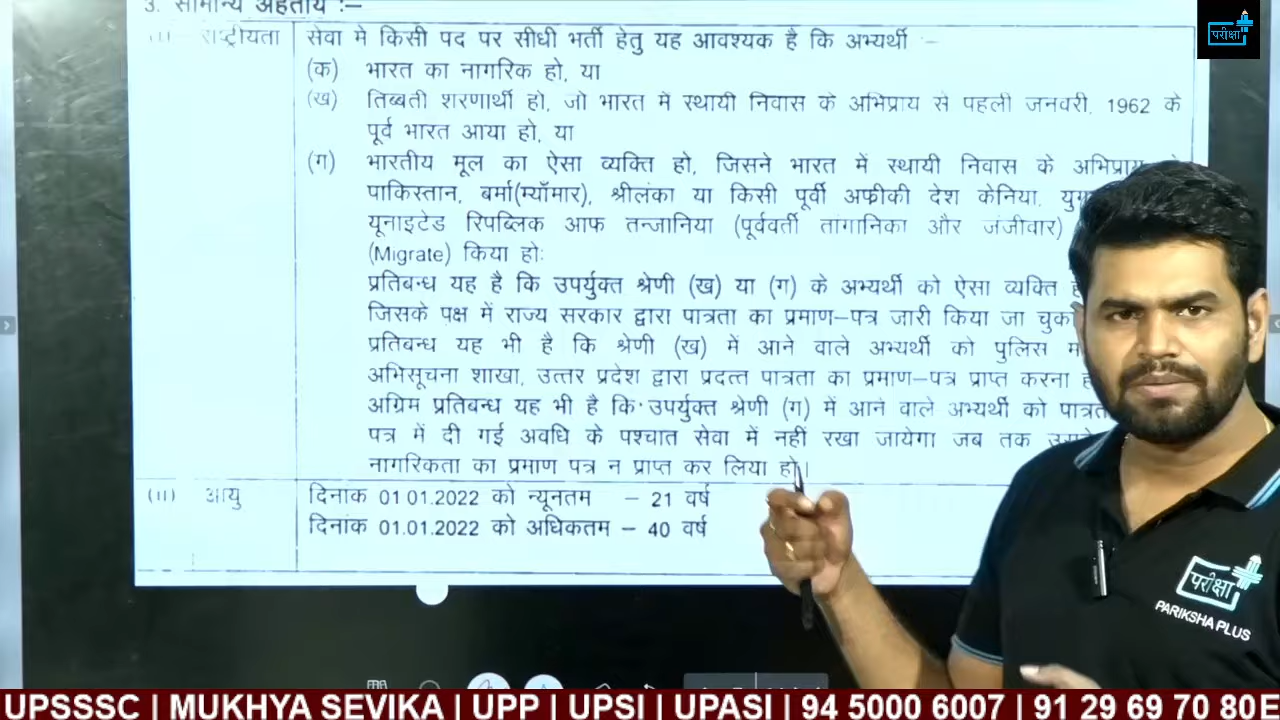 3. सामान्य अर्हतायें :–
(I) राष्ट्रीयता सेवा में किसी पद पर सीधी भर्ती हेतु यह आवश्यक है कि अभ्यर्थी :–
(क) भारत का नागरिक हो, या
(ख) तिब्बती शरणार्थी हो, जो भारत में स्थायी निवास के अभिप्राय से पहली जनवरी, 1962 के
पूर्व भारत आया हो, या
(ग) भारतीय मूल का ऐसा व्यक्ति हो, जिसने भारत में स्थायी निवास के अभिप्राय
पाकिस्तान, बर्मा(म्याँमार), श्रीलंका या किसी पूर्वी अफ्रीकी देश केनिया,
यूनाइटेड रिपब्लिक आफ तन्जानिया (पूर्ववर्ती तांगानिका और जंजीवार)
(Migrate) किया हो:
प्रतिबन्ध यह है कि उपर्युक्त श्रेणी (ख) या (ग) के अभ्यर्थी को ऐसा व्यक्ति
जिसके पक्ष में राज्य सरकार द्वारा पात्रता का प्रमाण–पत्र जारी किया जा
प्रतिबन्ध यह भी है कि श्रेणी (ख) में आने वाले अभ्यर्थी को पुलिस
अभिसूचना शाखा, उत्तर प्रदेश द्वारा प्रदत्त पात्रता का प्रमाण–पत्र प्राप्त करना
अग्रिम प्रतिबन्ध यह भी है कि उपर्युक्त श्रेणी (ग) में आने वाले अभ्यर्थी को
पत्र में दी गई अवधि के पश्चात सेवा में नहीं रखा जायेगा जब तक
नागरिकता का प्रमाण पत्र न प्राप्त कर लिया हो।
(II) आयु दिनांक 01.01.2022 को न्यूनतम – 21 वर्ष
दिनांक 01.01.2022 को अधिकतम – 40 वर्ष
परीक्षा
परीक्षा
PARIKSHA PLUS
UPSSSC | MUKHYA SEVIKA | UPP | UPSI | UPASI | 94 5000 6007 | 91 29 69 70 80